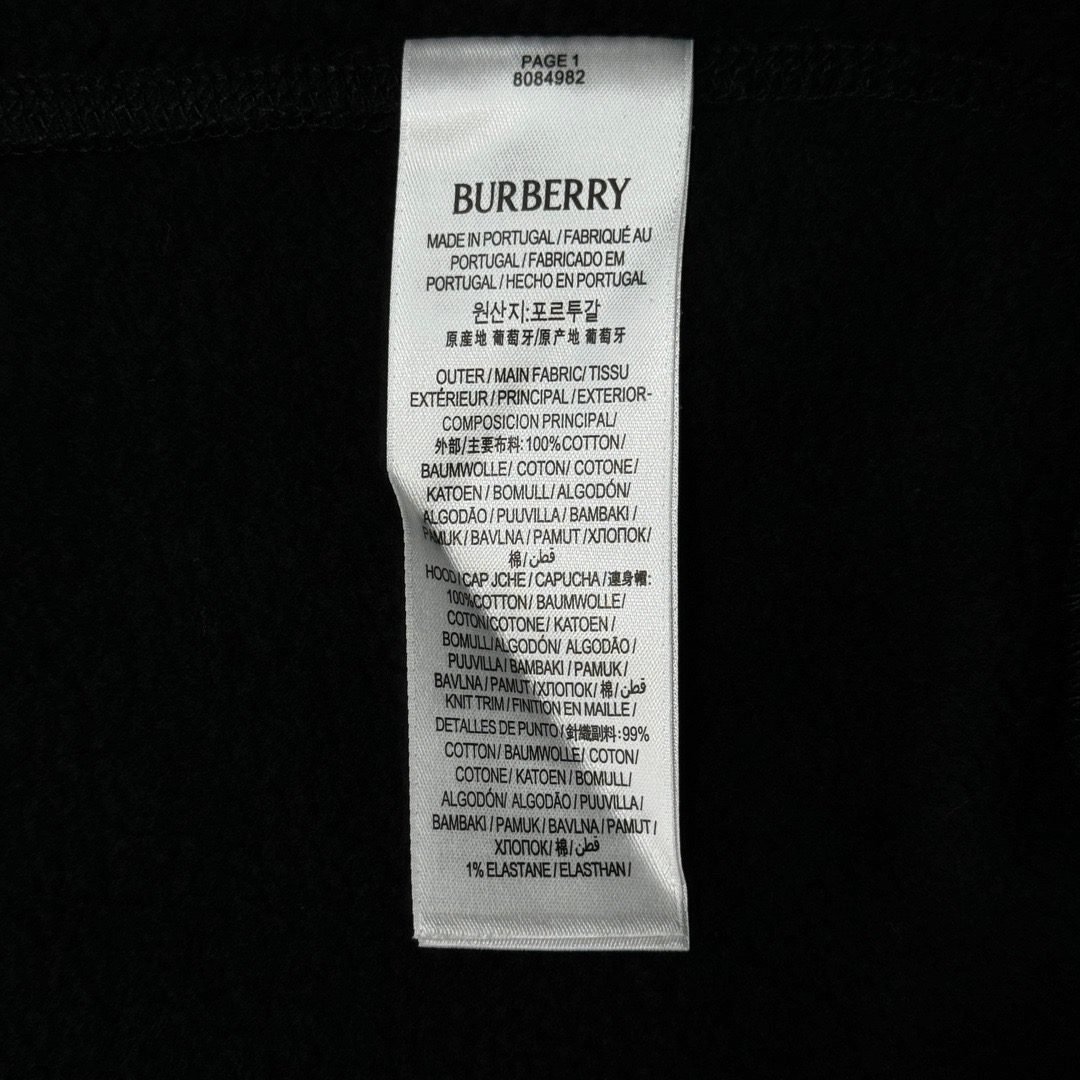 PAGE 1
8084982
BURBERRY
MADE IN PORTUGAL / FABRIQUÉ AU
PORTUGAL / FABRICADO EM
PORTUGAL / HECHO EN PORTUGAL
원산지:포르투갈
原産地 葡萄牙/原产地 葡萄牙
OUTER / MAIN FABRIC/ TISSU
EXTÉRIEUR / PRINCIPAL / EXTERIOR-
COMPOSICION PRINCIPAL/
外部/主要布料: 100% COTTON /
BAUMWOLLE / COTON/ COTONE /
KATOEN / BOMULL/ ALGODÓN/
ALGODÃO / PUUVILLA / BAMBAKI /
PAMUK / BAVLNA / PAMUT / ХЛОПОК/
棉/ قطن /
HOOD / CAP JCHE / CAPUCHA / 連身帽:
100%COTTON / BAUMWOLLE /
COTON/COTONE / KATOEN /
BOMULL/ALGODÓN/ ALGODÃO /
PUUVILLA / BAMBAKI / PAMUK /
BAVLNA / PAMUT / ХЛОПОК/ 棉/ قطن /
KNIT TRIM / FINITION EN MAILLE /
DETALLES DE PUNTO / 針織副料: 99%
COTTON / BAUMWOLLE / COTON/
COTONE / KATOEN / BOMULL/
ALGODÓN/ ALGODÃO / PUUVILLA /
BAMBAKI / PAMUK / BAVLNA / PAMUT /
ХЛОПОК/ 棉/ قطن /
1% ELASTANE / ELASTHAN /